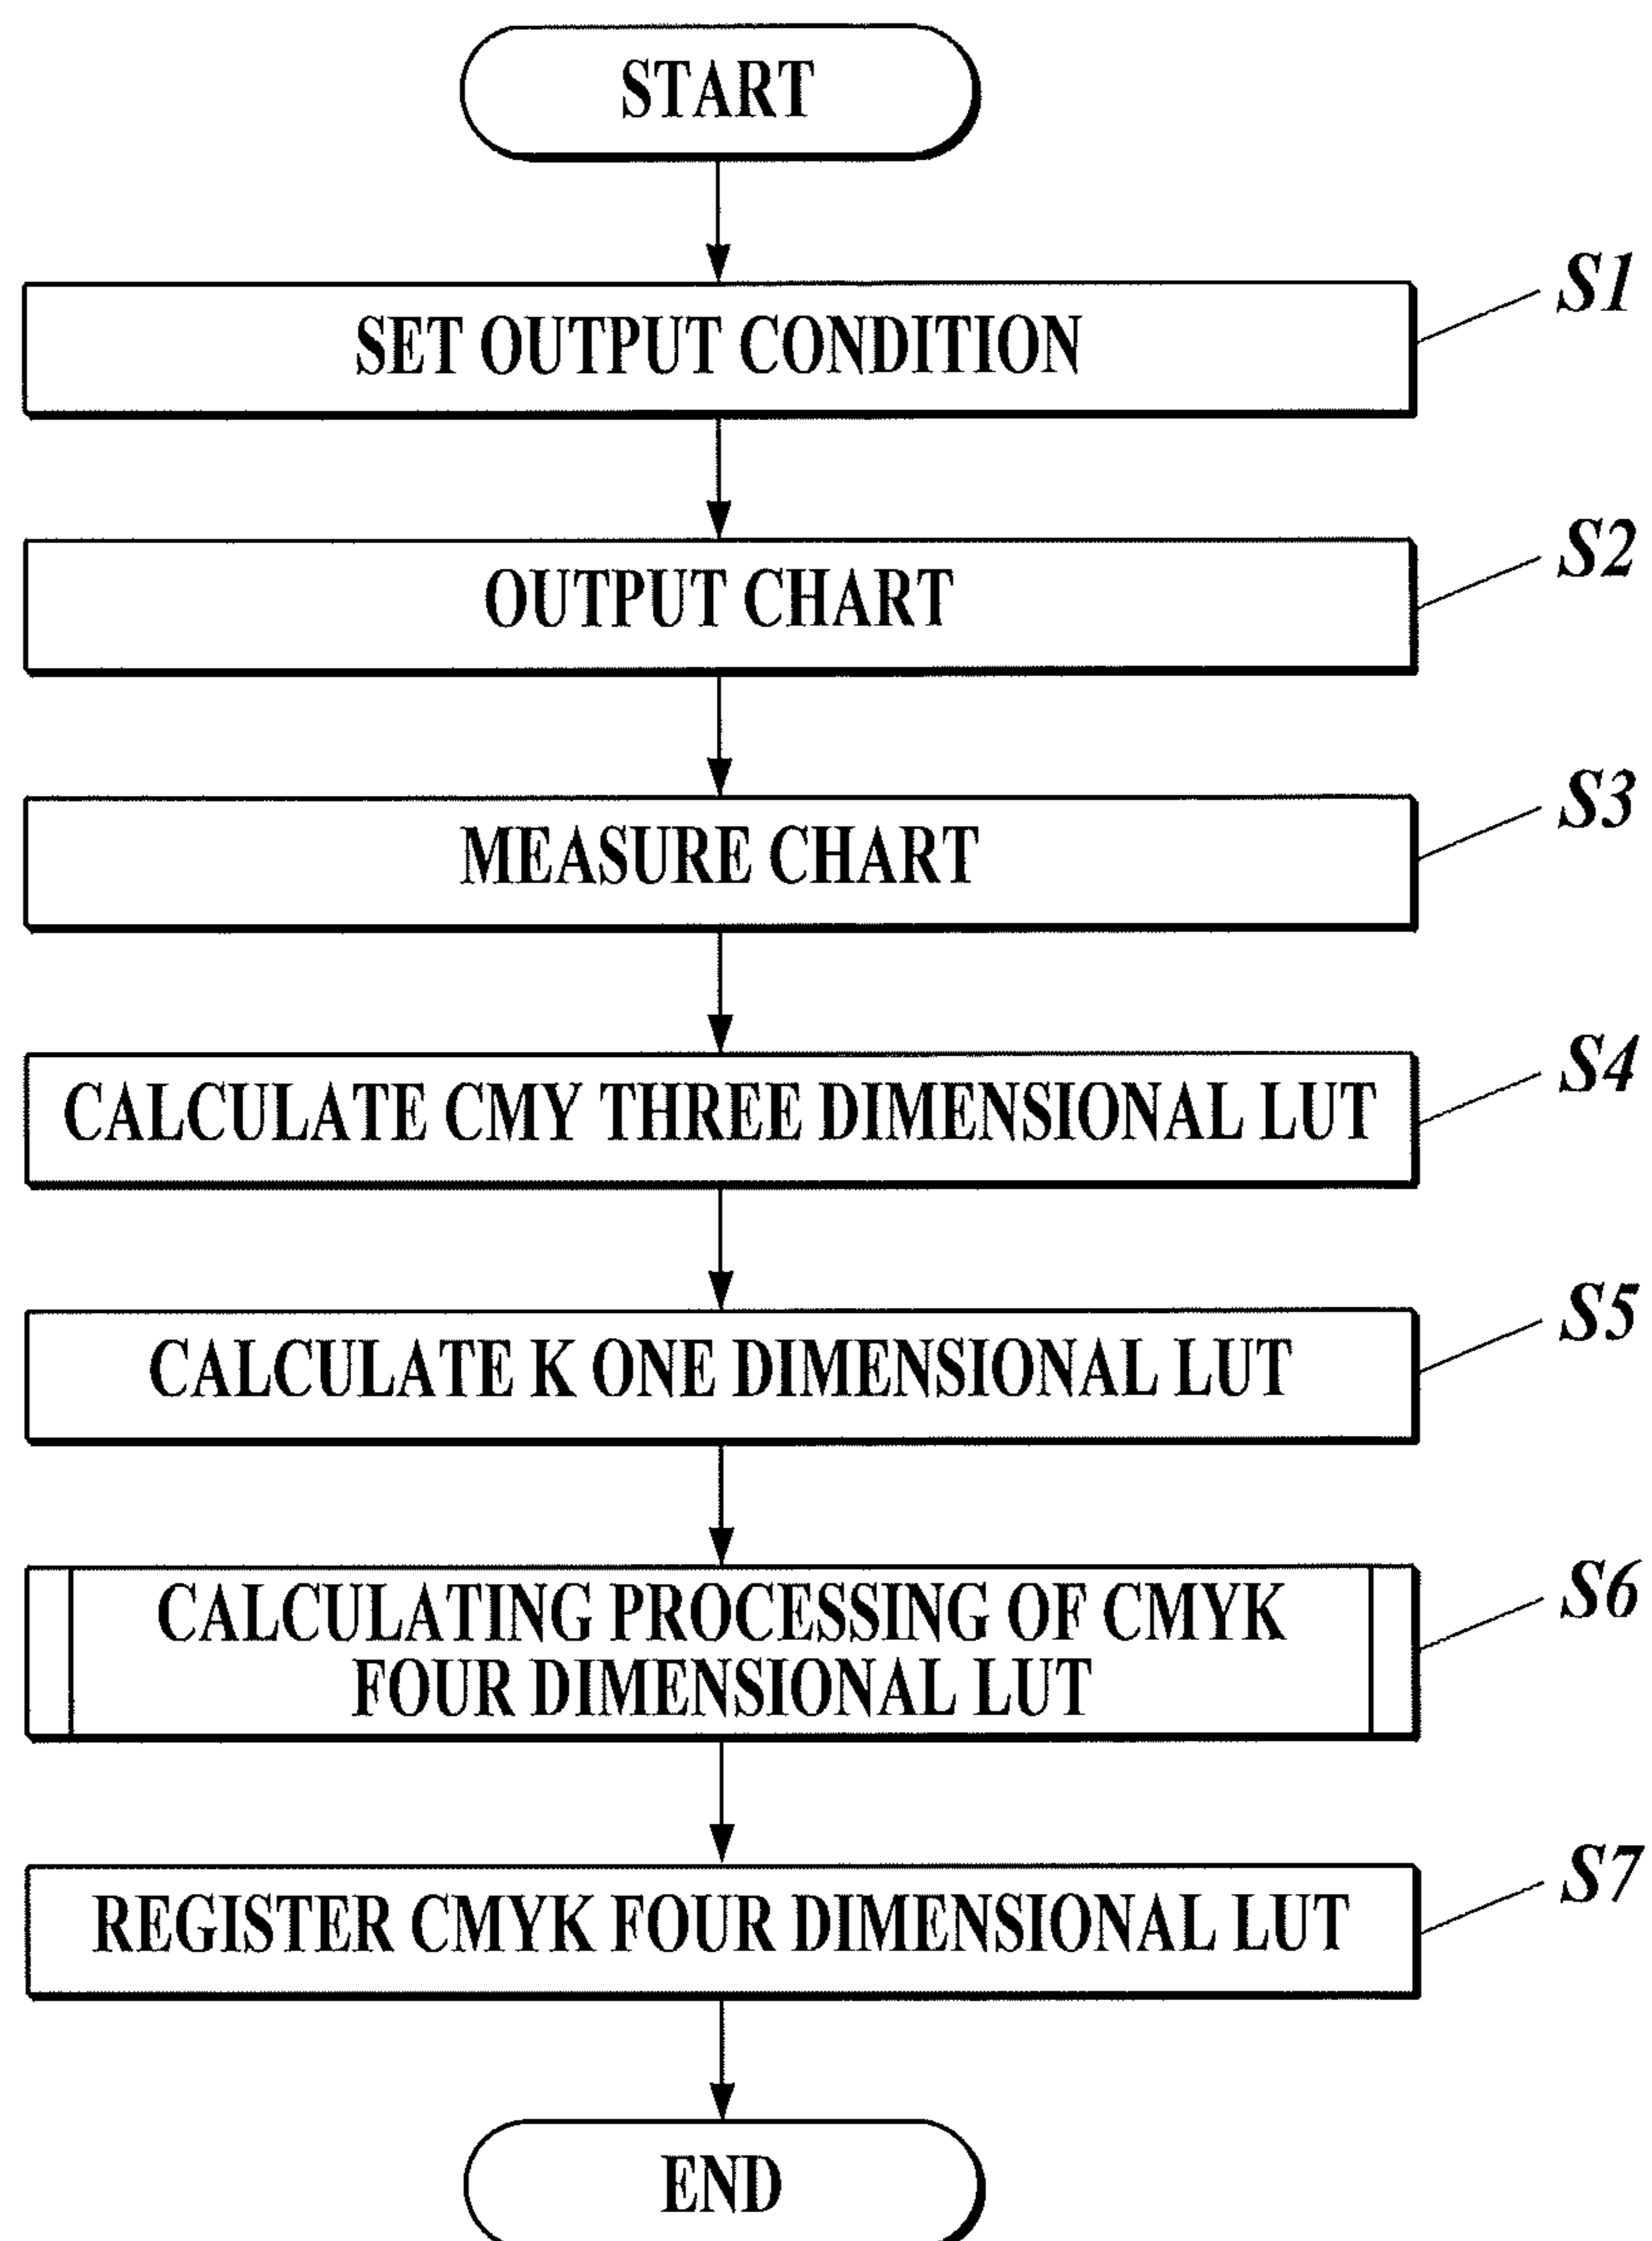 START
SET OUTPUT CONDITION
S1
OUTPUT CHART
S2
MEASURE CHART
S3
CALCULATE CMY THREE DIMENSIONAL LUT
S4
CALCULATE K ONE DIMENSIONAL LUT
S5
CALCULATING PROCESSING OF CMYK
FOUR DIMENSIONAL LUT
S6
REGISTER CMYK FOUR DIMENSIONAL LUT
S7
END